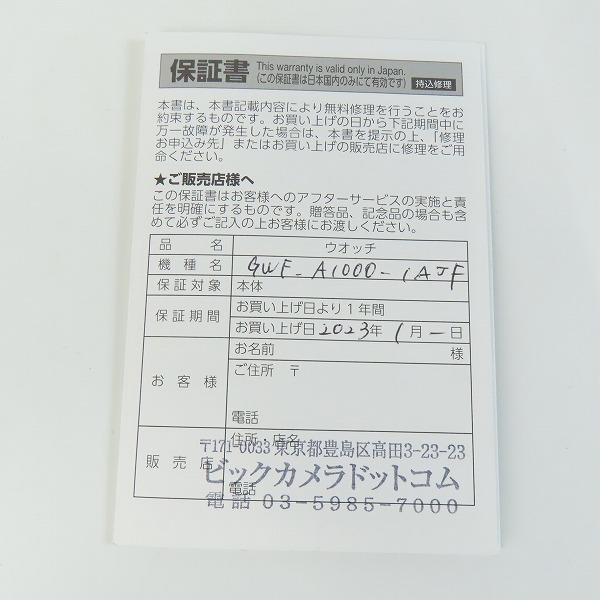 保証書 This warranty is valid only in Japan.
(この保証書は日本国内のみにて有効です) 持込修理
本書は、本書記載内容により無料修理を行うことをお
約束するものです。お買い上げの日から下記期間中に
万一故障が発生した場合は、本書を提示の上、「修理
お申込み先」またはお買い上げの販売店に修理をご用
命ください。
★ご販売店様へ
この保証書はお客様へのアフターサービスの実施と責
任を明確にするものです。贈答品、記念品の場合も含
めて必ずご記入の上お客様にお渡しください。
品名 ウオッチ
機種名 GWF-A1000-1AJF
保証対象 本体
保証期間 お買い上げ日より1年間
お買い上げ日 2023年 1月 一日
お客様 お名前 様
ご住所 〒
電話
販売店 住所・店名
〒171-0033 東京都豊島区高田3-23-23
ビックカメラドットコム
電話
電話 03-5985-7000